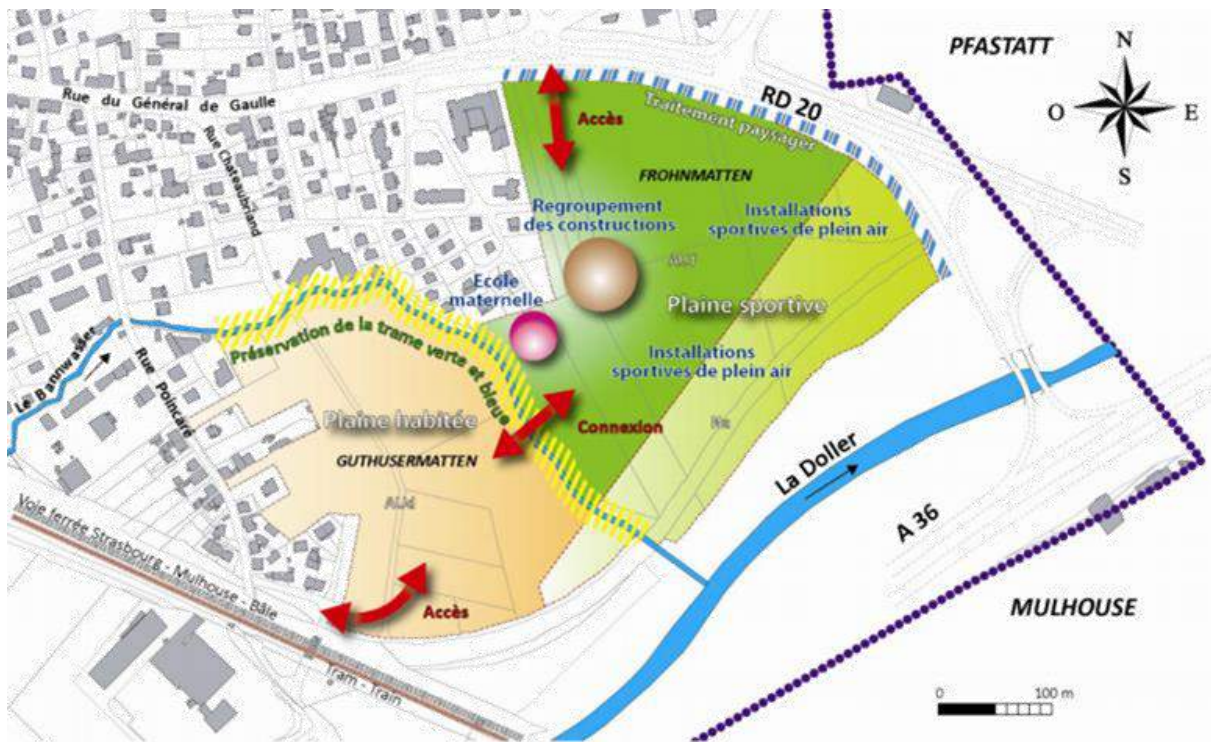 PFASTATT
N
O
E
S
RD 20
Rue du Général de Gaulle
Accès
Traitement paysager
Rue Chateaubriand
FROHNMATTEN
Regroupement
des constructions
Installations
sportives de plein air
Ecole
maternelle
Plaine sportive
Le Bannwasser
Préservation de la trame verte et bleue
Installations
sportives de plein air
Rue Poincaré
Plaine habitée
Connexion
GUTHUSERMATTEN
La Doller
A 36
Voie ferrée Strasbourg - Mulhouse - Bâle
Accès
MULHOUSE
Tram - Train
0
100 m